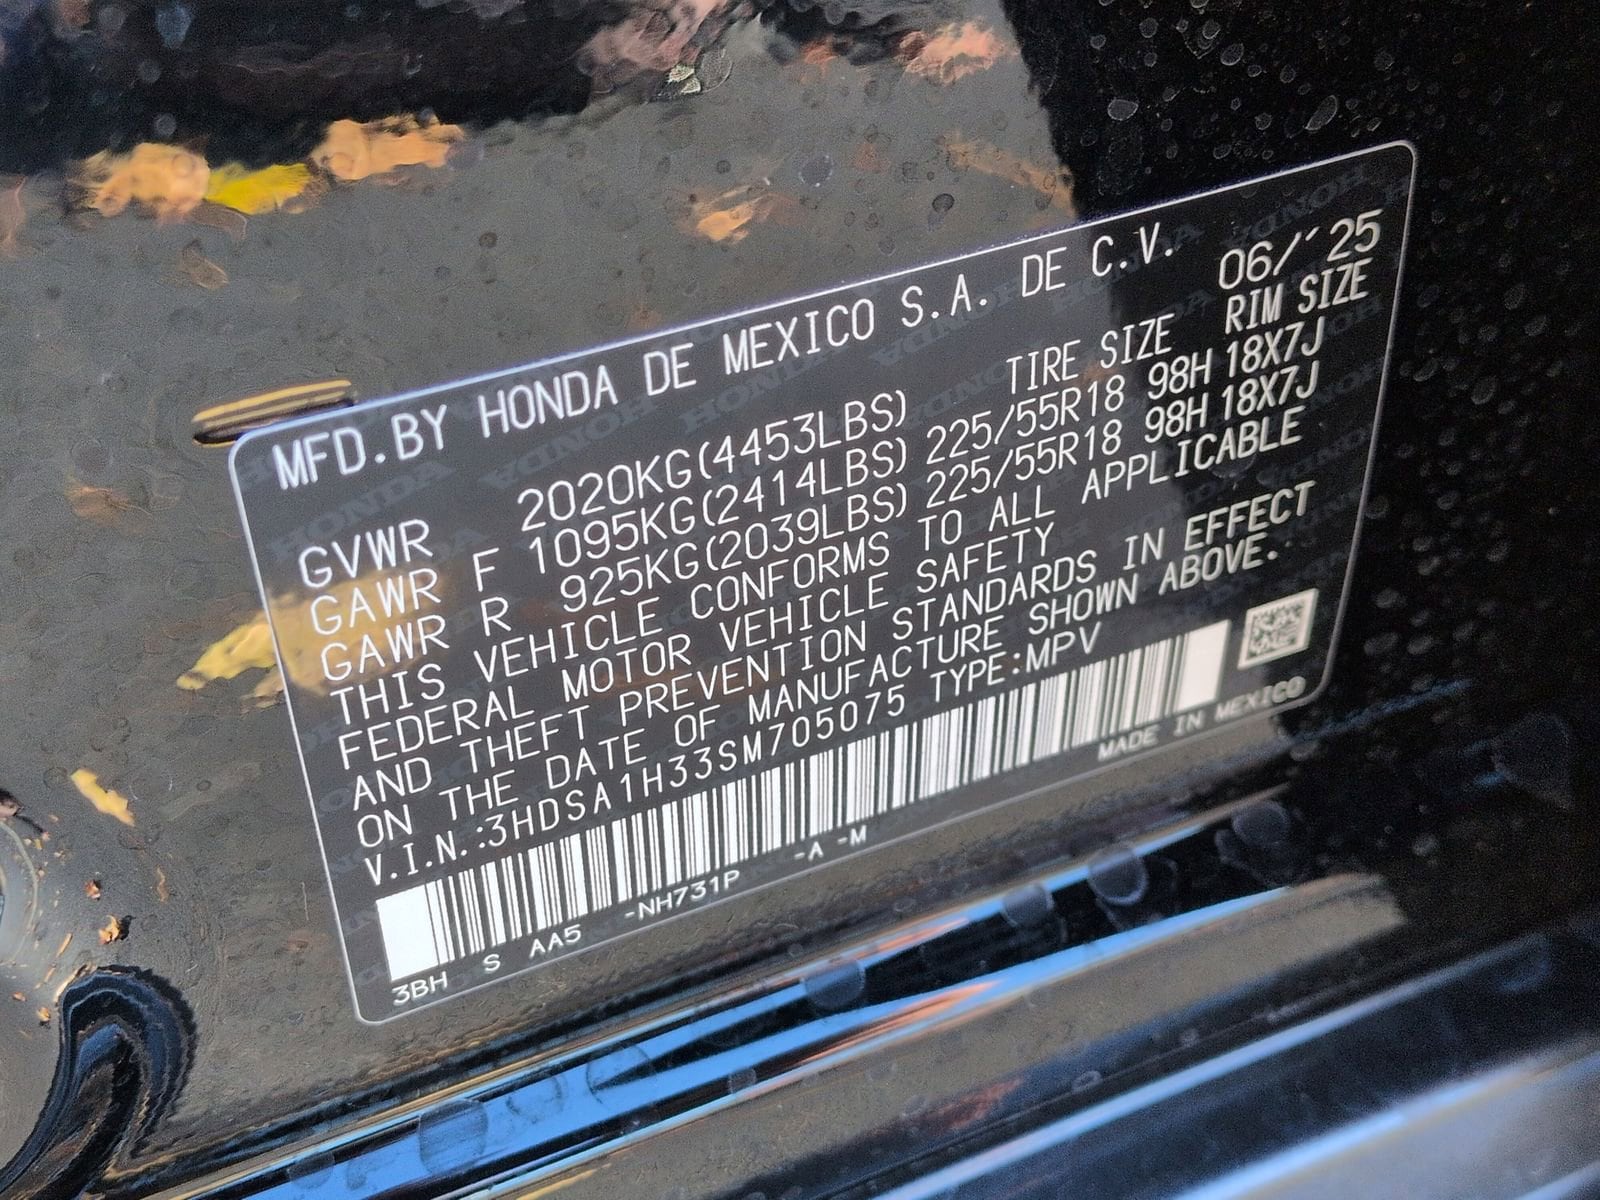 MFD.BY HONDA DE MEXICO S.A. DE C.V. 06/'25
TIRE SIZE RIM SIZE
GVWR 2020KG(4453LBS)
GAWR F 1095KG(2414LBS) 225/55R18 98H 18X7J
GAWR R 925KG(2039LBS) 225/55R18 98H 18X7J
THIS VEHICLE CONFORMS TO ALL APPLICABLE
FEDERAL MOTOR VEHICLE SAFETY
AND THEFT PREVENTION STANDARDS IN EFFECT
ON THE DATE OF MANUFACTURE SHOWN ABOVE.
V.I.N.:3HDSA1H33SM705075 TYPE:MPV
3BH S AA5 -NH731P -A -M
MADE IN MEXICO